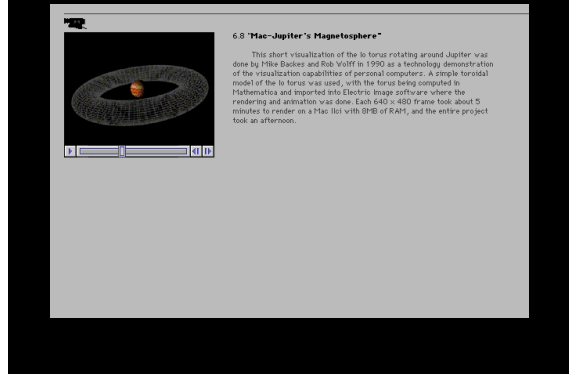 6.8 "Mac-Jupiter's Magnetosphere"
This short visualization of the Io torus rotating around Jupiter was
done by Mike Backes and Rob Wolff in 1990 as a technology demonstration
of the visualization capabilities of personal computers. A simple toroidal
model of the Io torus was used, with the torus being computed in
Mathematica and imported into Electric Image software where the
rendering and animation was done. Each 640 x 480 frame took about 5
minutes to render on a Mac IIci with 8MB of RAM, and the entire project
took an afternoon.